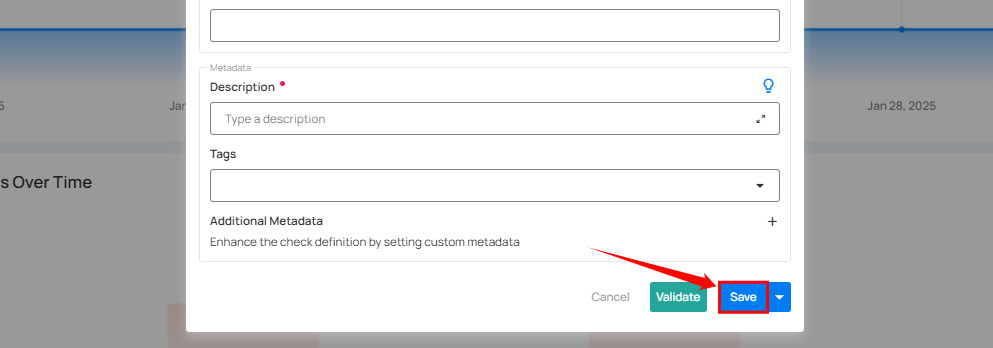 Metadata
Description
Type a description
5
Jan
Jan 28, 2025
Tags
s Over Time
Additional Metadata
Enhance the check definition by setting custom metadata
Cancel
Validate
Save